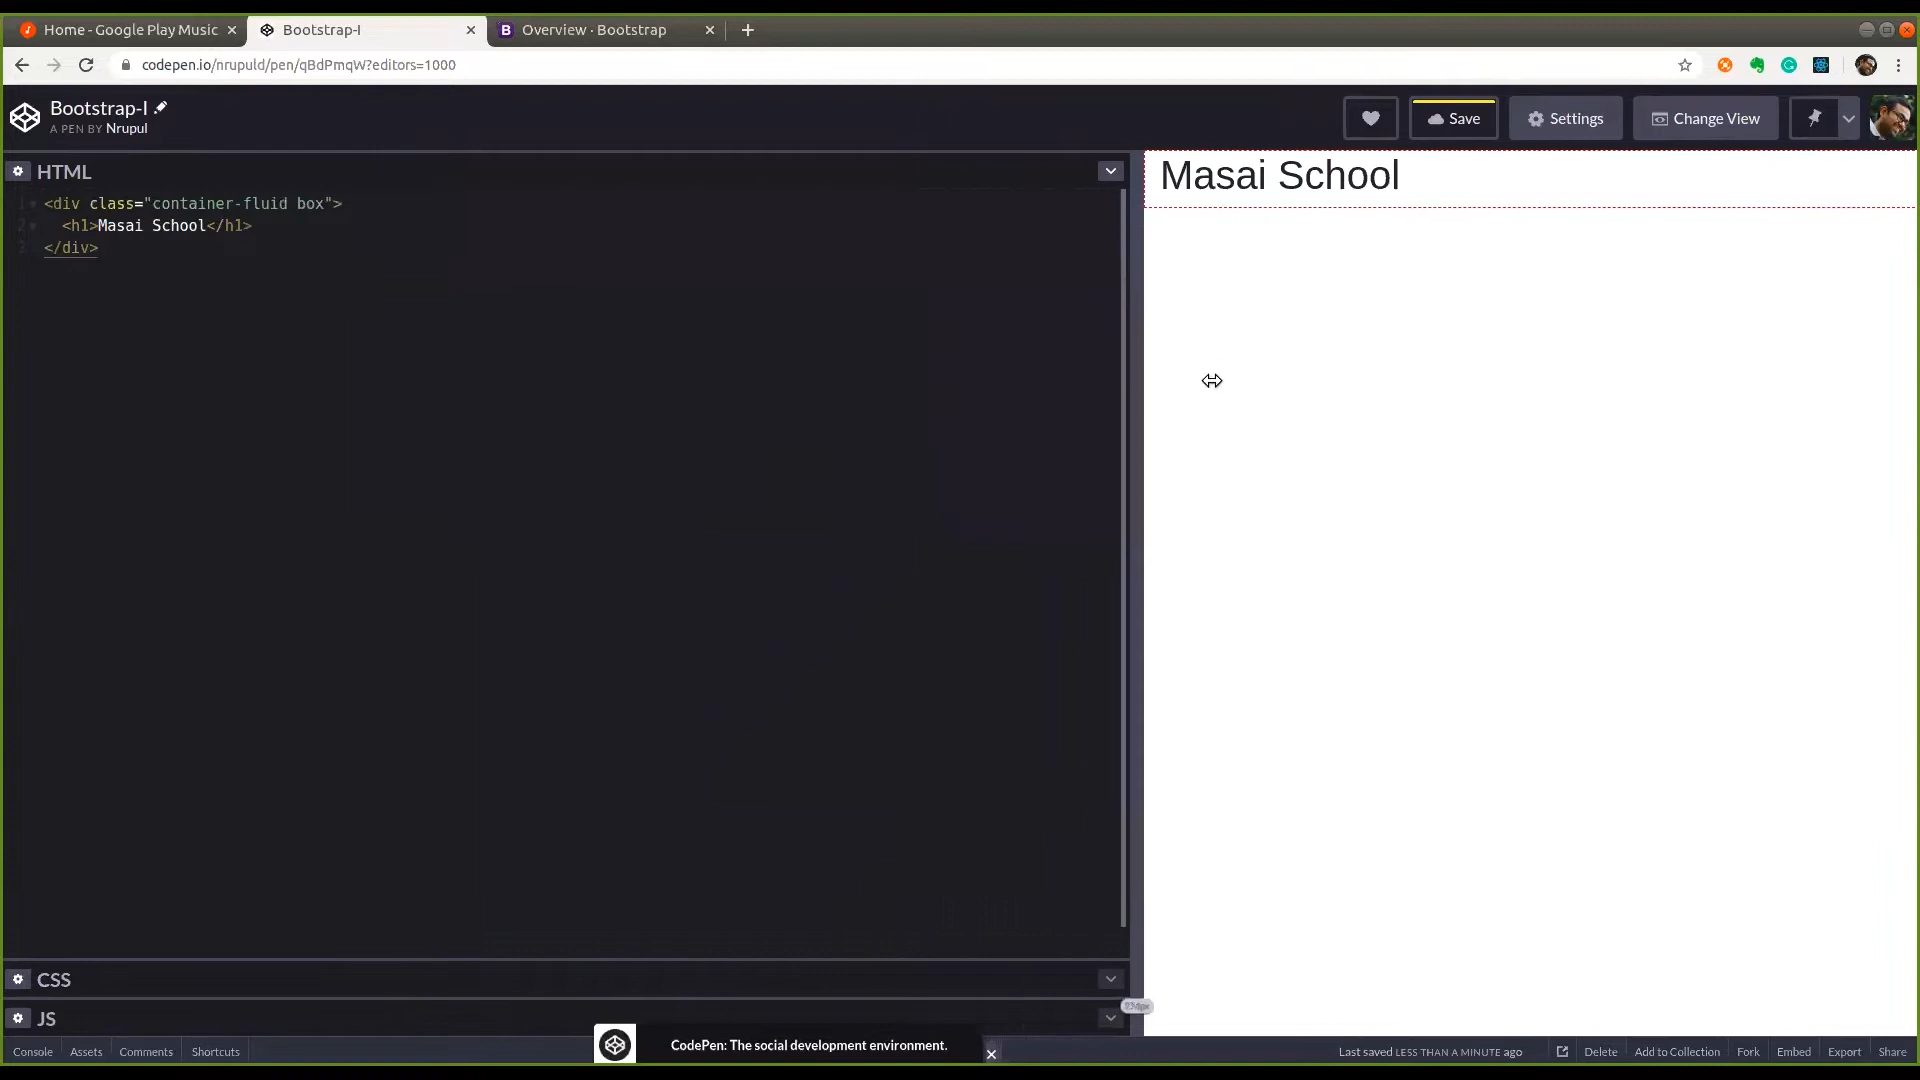 Home - Google Play Music
Bootstrap-I
Overview · Bootstrap
codepen.io/nrupuld/pen/qBdPmqW?editors=1000
Bootstrap-I
A PEN BY Nrupul
Save
Settings
Change View
HTML
1 <div class="container-fluid box">
2 <h1>Masai School</h1>
3 </div>
Masai School
CSS
JS
CodePen: The social development environment.
Console
Assets
Comments
Shortcuts
Last saved LESS THAN A MINUTE ago
Delete
Add to Collection
Fork
Embed
Export
Share